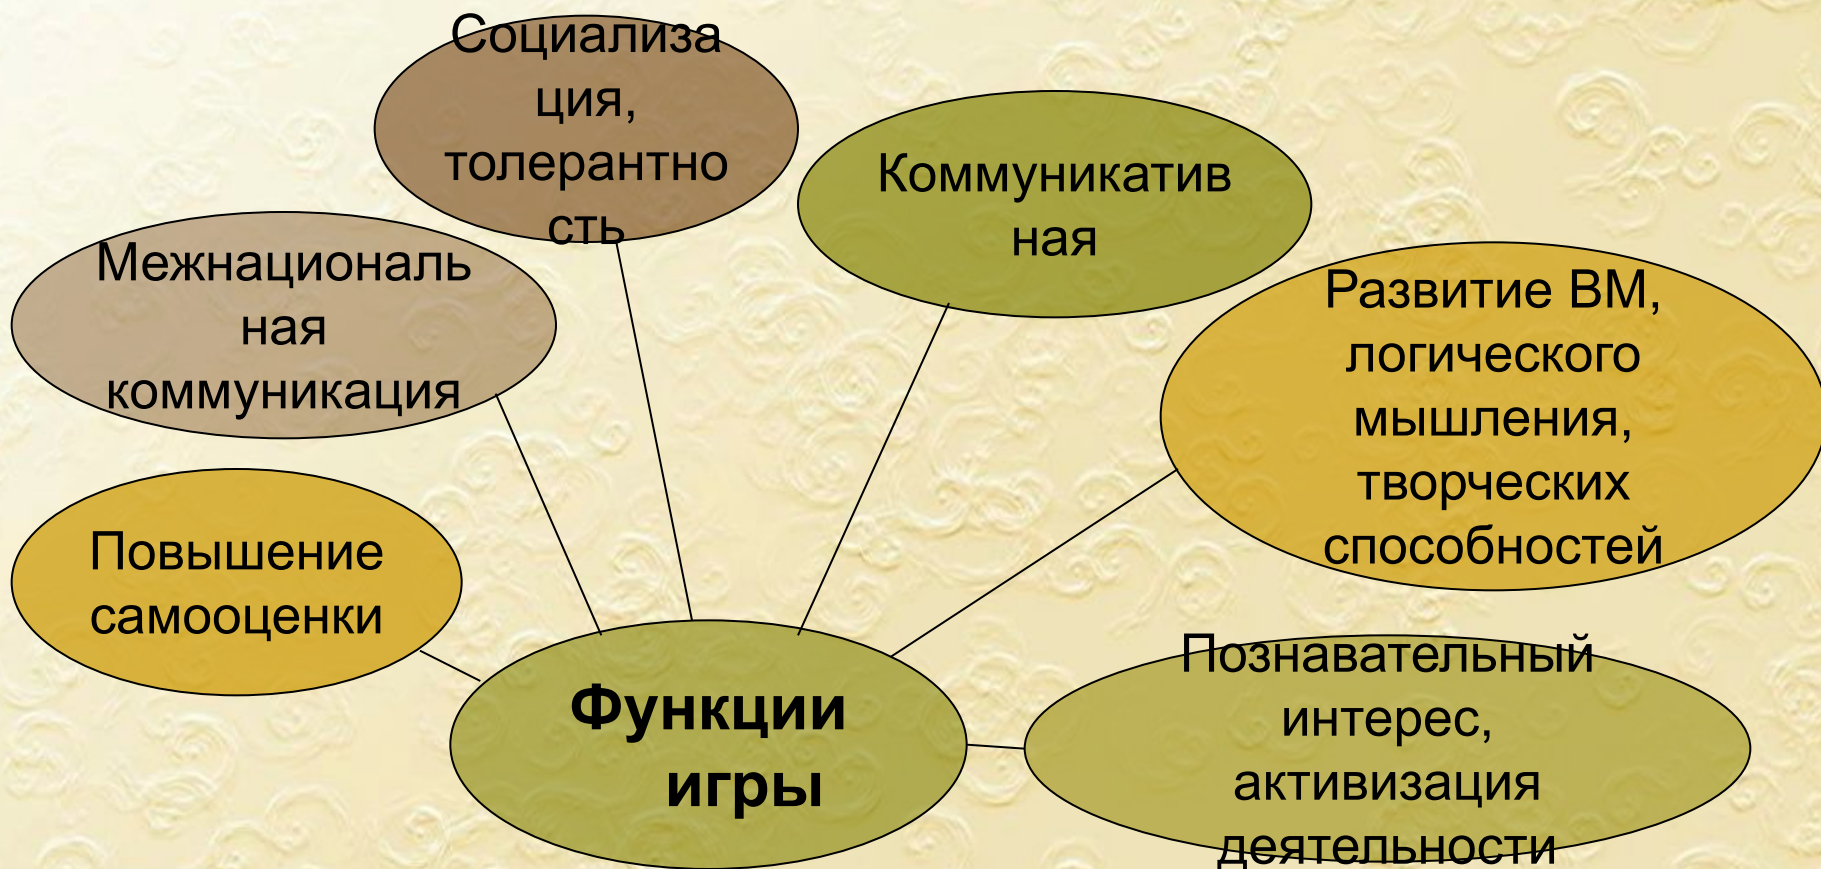 Социализа
ция,
толерантно
сть
Коммуникатив
ная
Межнациональ
ная
коммуникация
Развитие ВМ,
логического
мышления,
творческих
способностей
Повышение
самооценки
Функции
игры
Познавательный
интерес,
активизация
деятельности